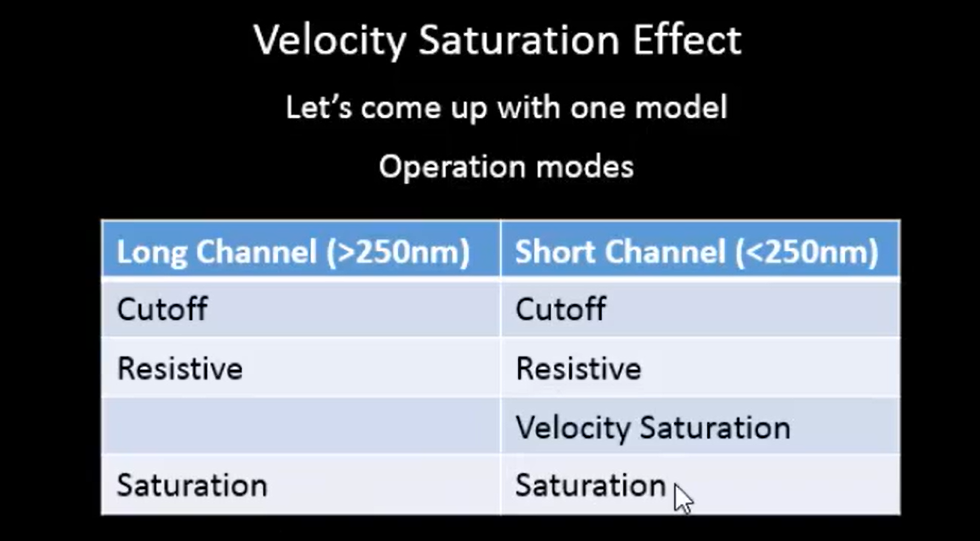 Velocity Saturation Effect
Let's come up with one model
Operation modes
Long Channel (>250nm) Short Channel (<250nm)
Cutoff Cutoff
Resistive Resistive
Velocity Saturation
Saturation Saturation